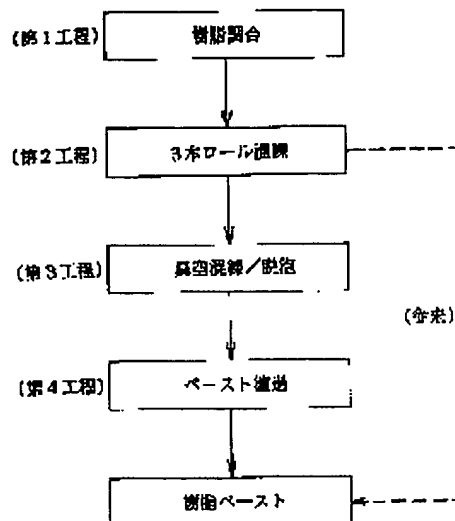 (第1工程) 樹脂調合
(第2工程) 3本ロール混練
(第3工程) 真空混練/脱泡
(従来)
(第4工程) ペースト濾過
樹脂ペースト